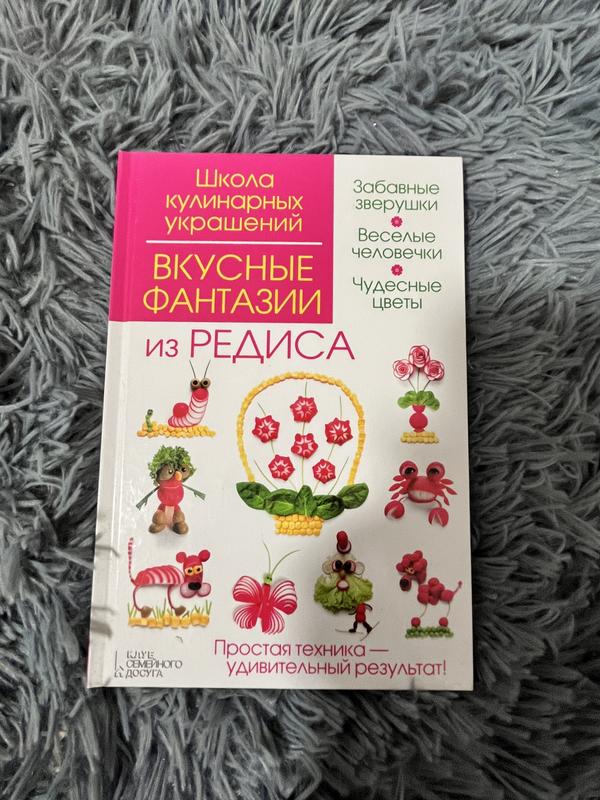 Школа
кулинарных
украшений
ВКУСНЫЕ
ФАНТАЗИИ
из РЕДИСА
Забавные
зверушки
Веселые
человечки
Чудесные
цветы
Простая техника —
удивительный результат!
КЛУБ
СЕМЕЙНОГО
ДОСУГА